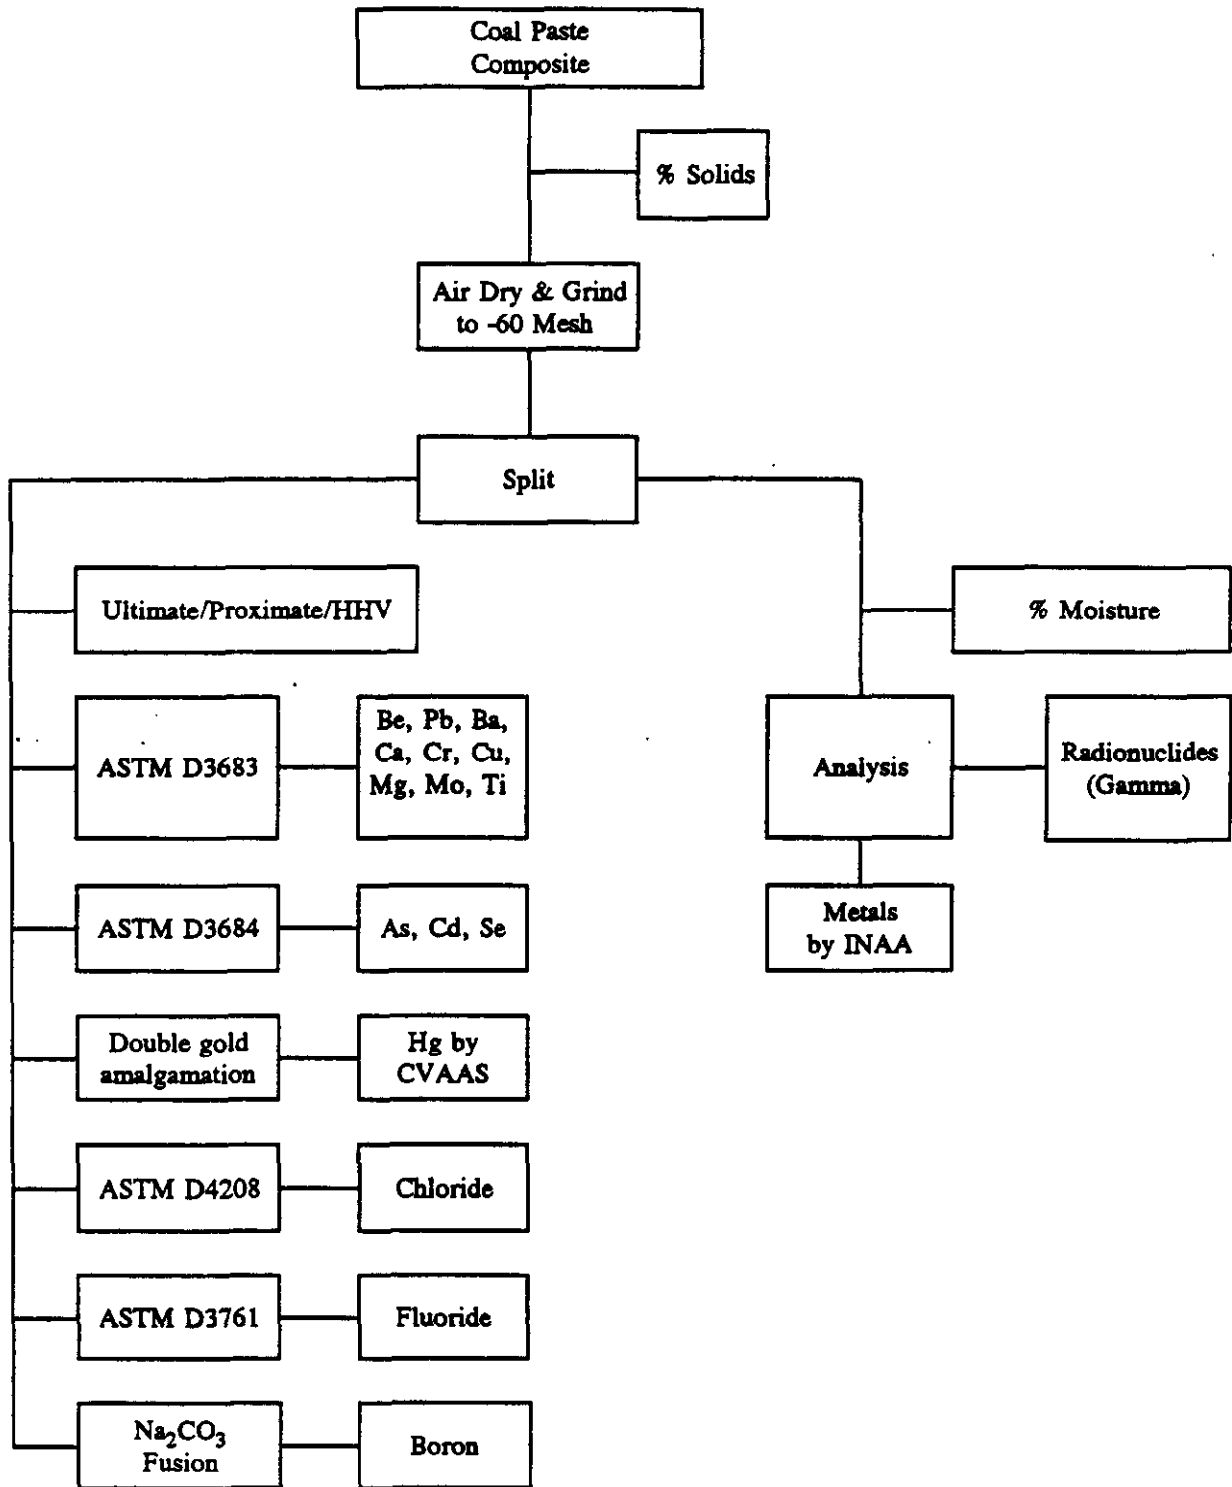 Coal Paste
Composite
% Solids
Air Dry & Grind
to -60 Mesh
Split
Ultimate/Proximate/HHV
% Moisture
ASTM D3683
Be, Pb, Ba,
Ca, Cr, Cu,
Mg, Mo, Ti
Analysis
Radionuclides
(Gamma)
ASTM D3684
As, Cd, Se
Metals
by INAA
Double gold
amalgamation
Hg by
CVAAS
ASTM D4208
Chloride
ASTM D3761
Fluoride
Na₂CO₃
Fusion
Boron